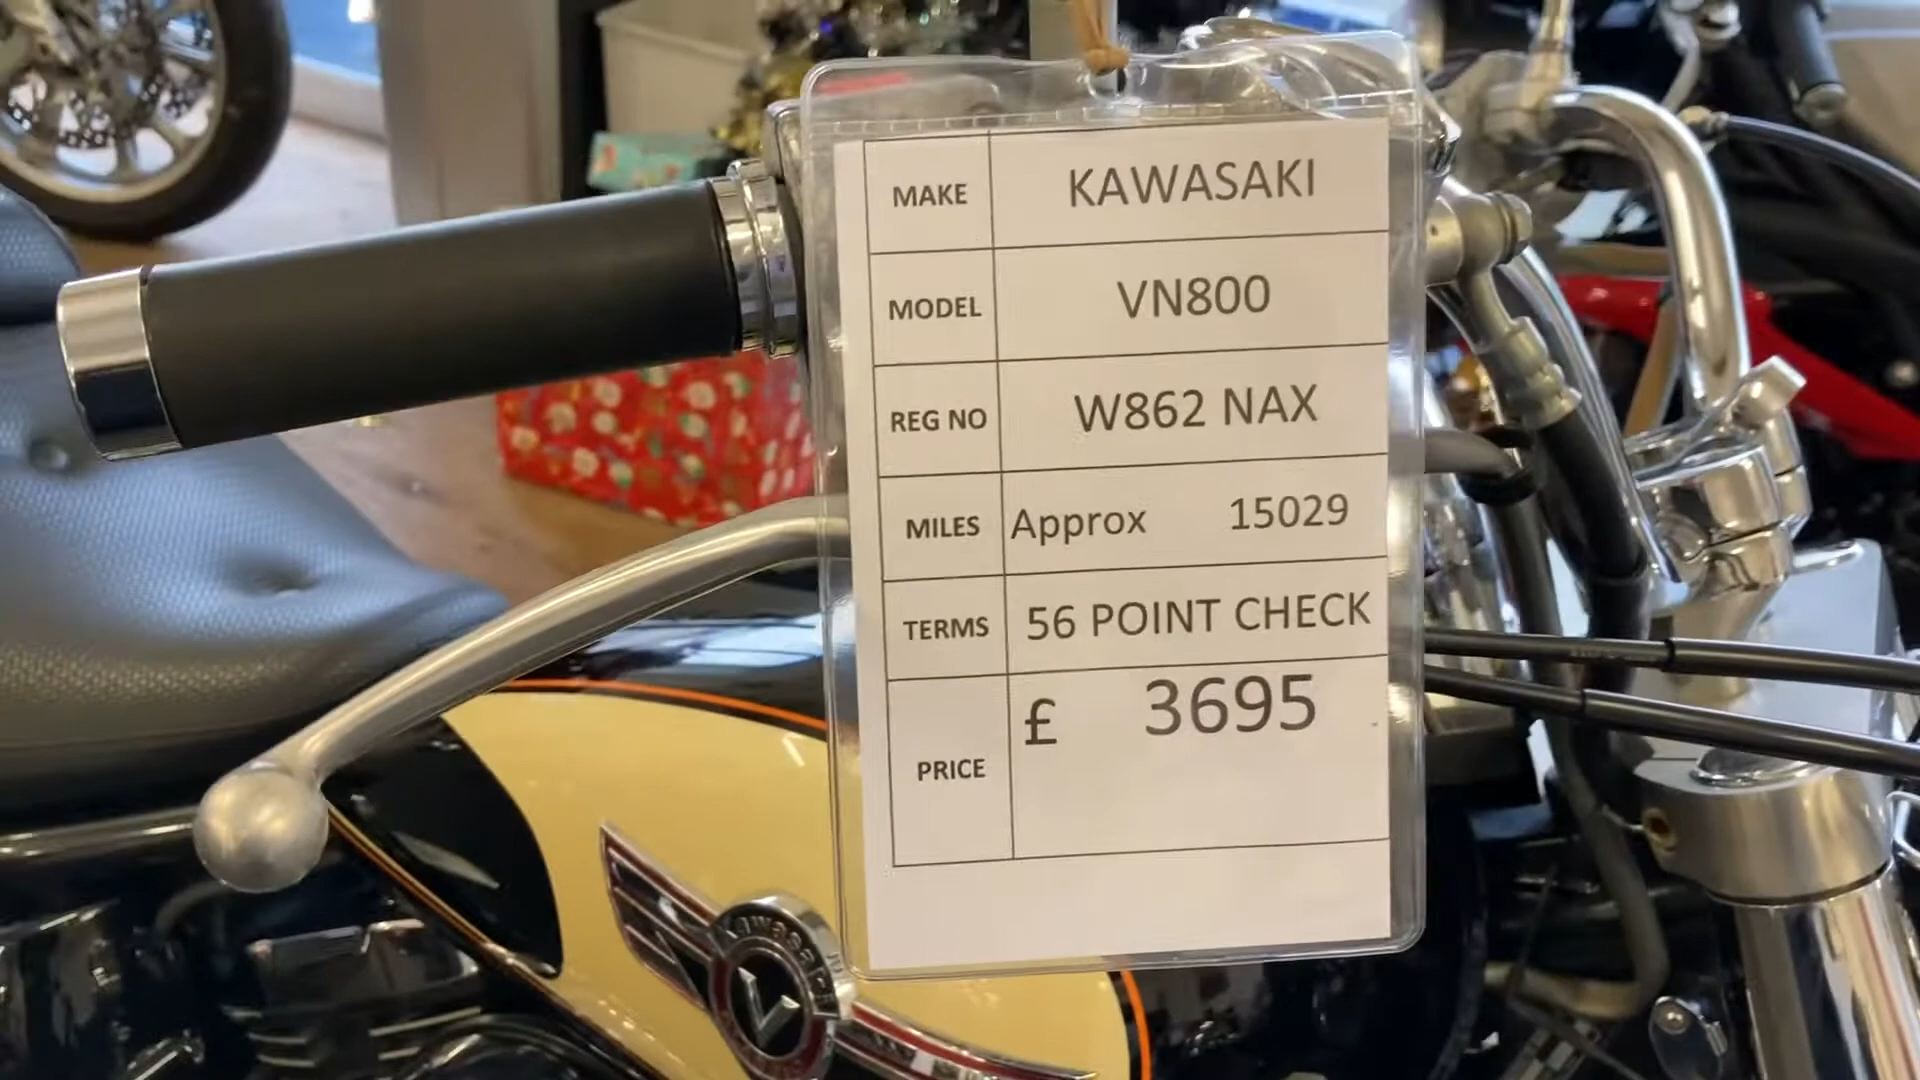 MAKE KAWASAKI
MODEL VN800
REG NO W862 NAX
MILES Approx 15029
TERMS 56 POINT CHECK
PRICE £ 3695
Kawasaki
V